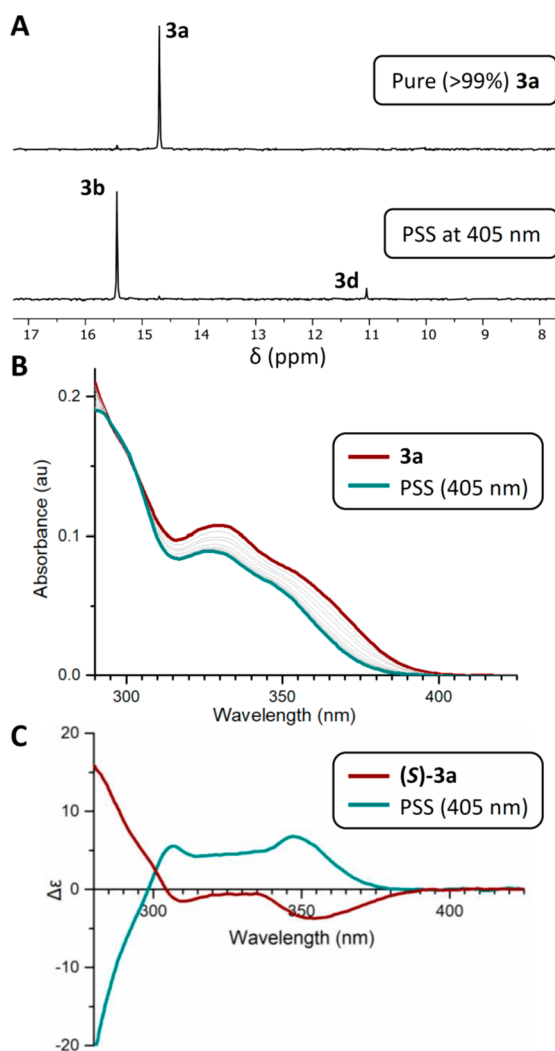 A
3a
Pure (>99%) 3a
3b
PSS at 405 nm
3d
17 16 15 14 13 12 11 10 9 8
δ (ppm)
B
0.2
3a
PSS (405 nm)
Absorbance (au)
0.1
0.0
300 350 400
Wavelength (nm)
C
20
(S)-3a
PSS (405 nm)
10
Δε
0
300 350 400
Wavelength (nm)
-10
-20